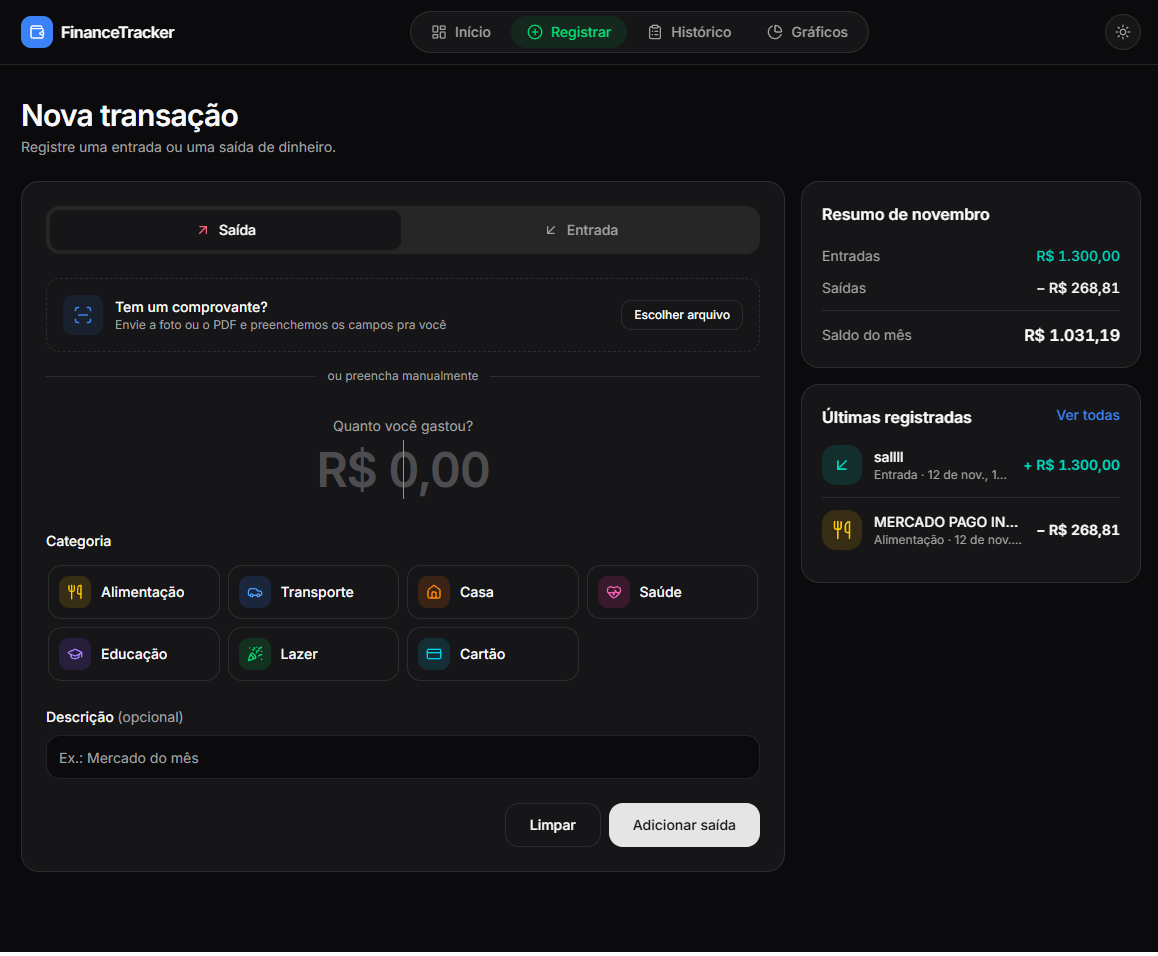 FinanceTracker
Início
Registrar
Histórico
Gráficos
Nova transação
Registre uma entrada ou uma saída de dinheiro.
Saída
Entrada
Tem um comprovante?
Envie a foto ou o PDF e preenchemos os campos pra você
Escolher arquivo
ou preencha manualmente
Quanto você gastou?
R$ 0,00
Categoria
Alimentação
Transporte
Casa
Saúde
Educação
Lazer
Cartão
Descrição (opcional)
Ex.: Mercado do mês
Limpar
Adicionar saída
Resumo de novembro
Entradas R$ 1.300,00
Saídas – R$ 268,81
Saldo do mês R$ 1.031,19
Últimas registradas
Ver todas
sallll
Entrada · 12 de nov., 1...
+ R$ 1.300,00
MERCADO PAGO IN...
Alimentação · 12 de nov....
– R$ 268,81